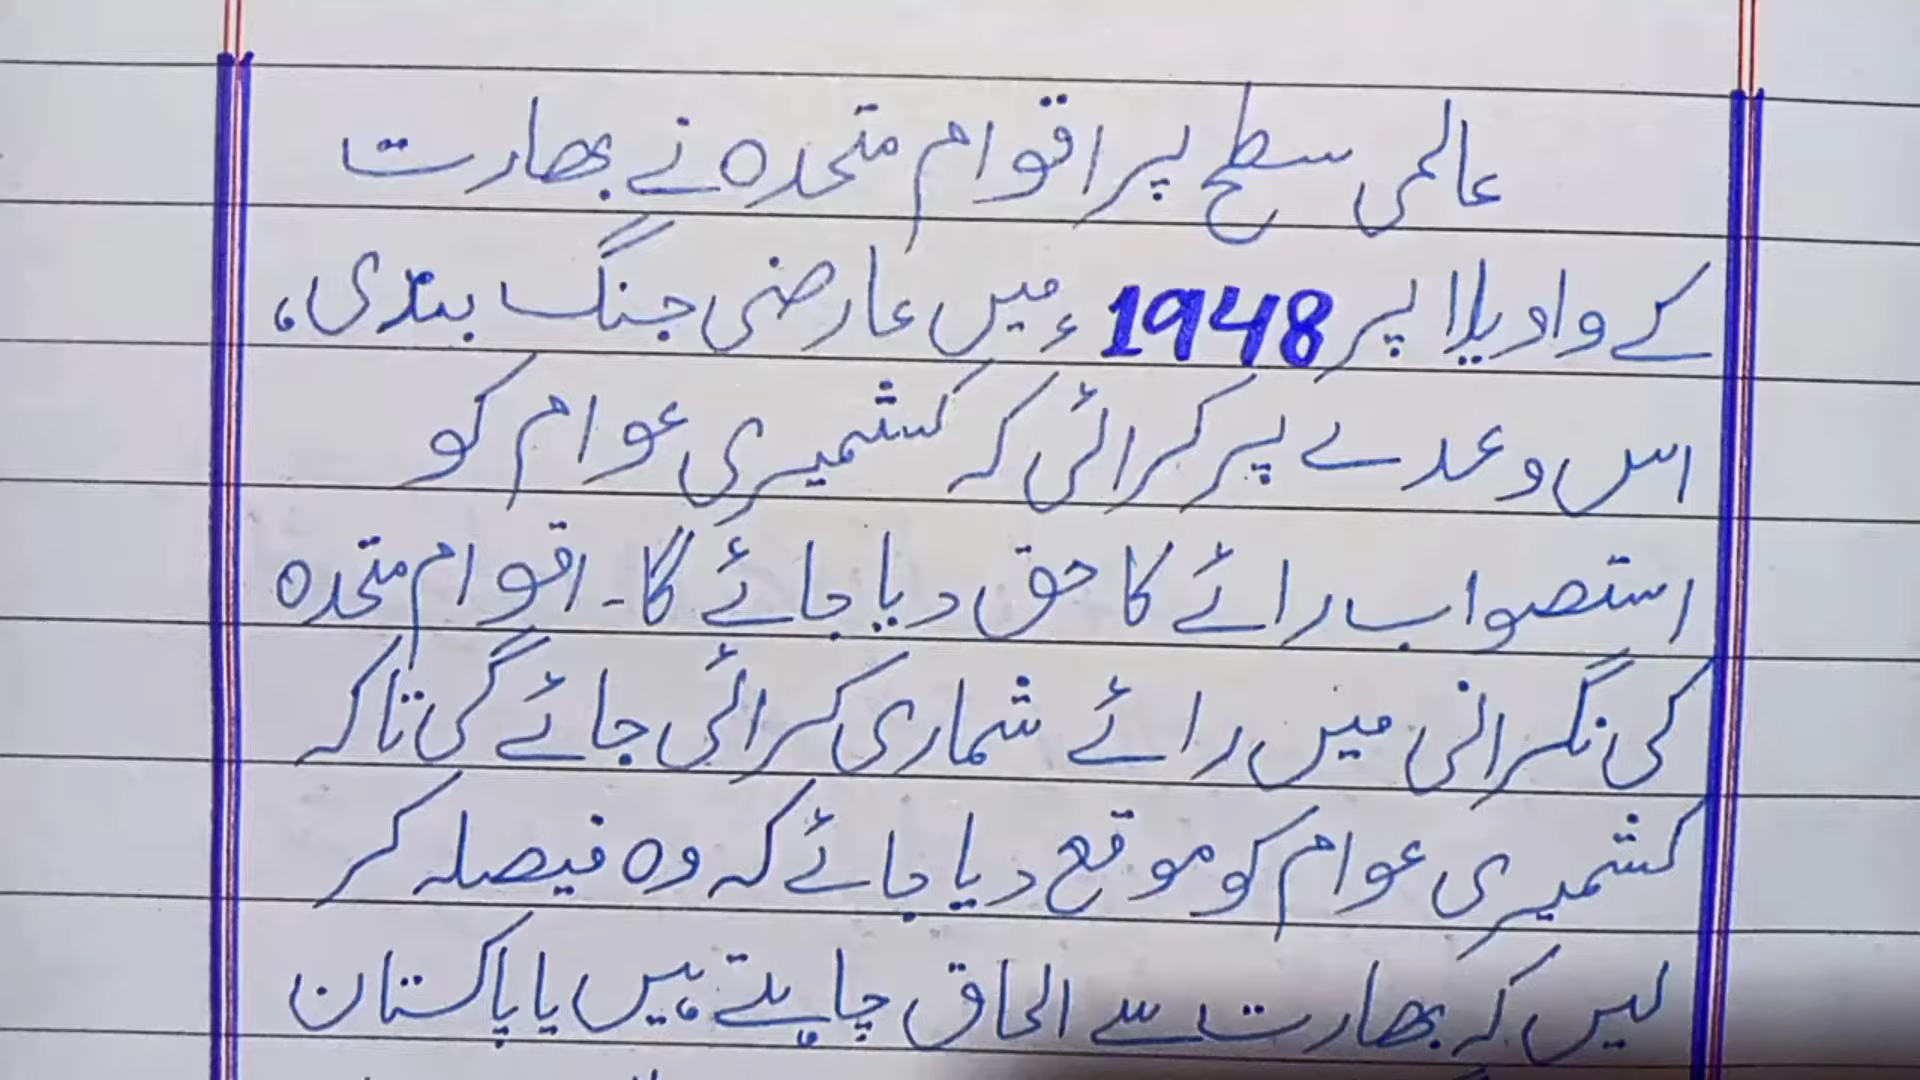 عالمی سطح پر اقوام متحدہ نے بھارت
کے واویلا پر 1948ء میں عارضی جنگ بندی،
اس وعدے پر کرائی کہ کشمیری عوام کو
استصواب رائے کا حق دیا جائے گا۔ اقوام متحدہ
کی نگرانی میں رائے شماری کرائی جائے گی تاکہ
کشمیری عوام کو موقع دیا جائے کہ وہ فیصلہ کر
لیں کہ بھارت سے الحاق چاہتے ہیں یا پاکستان